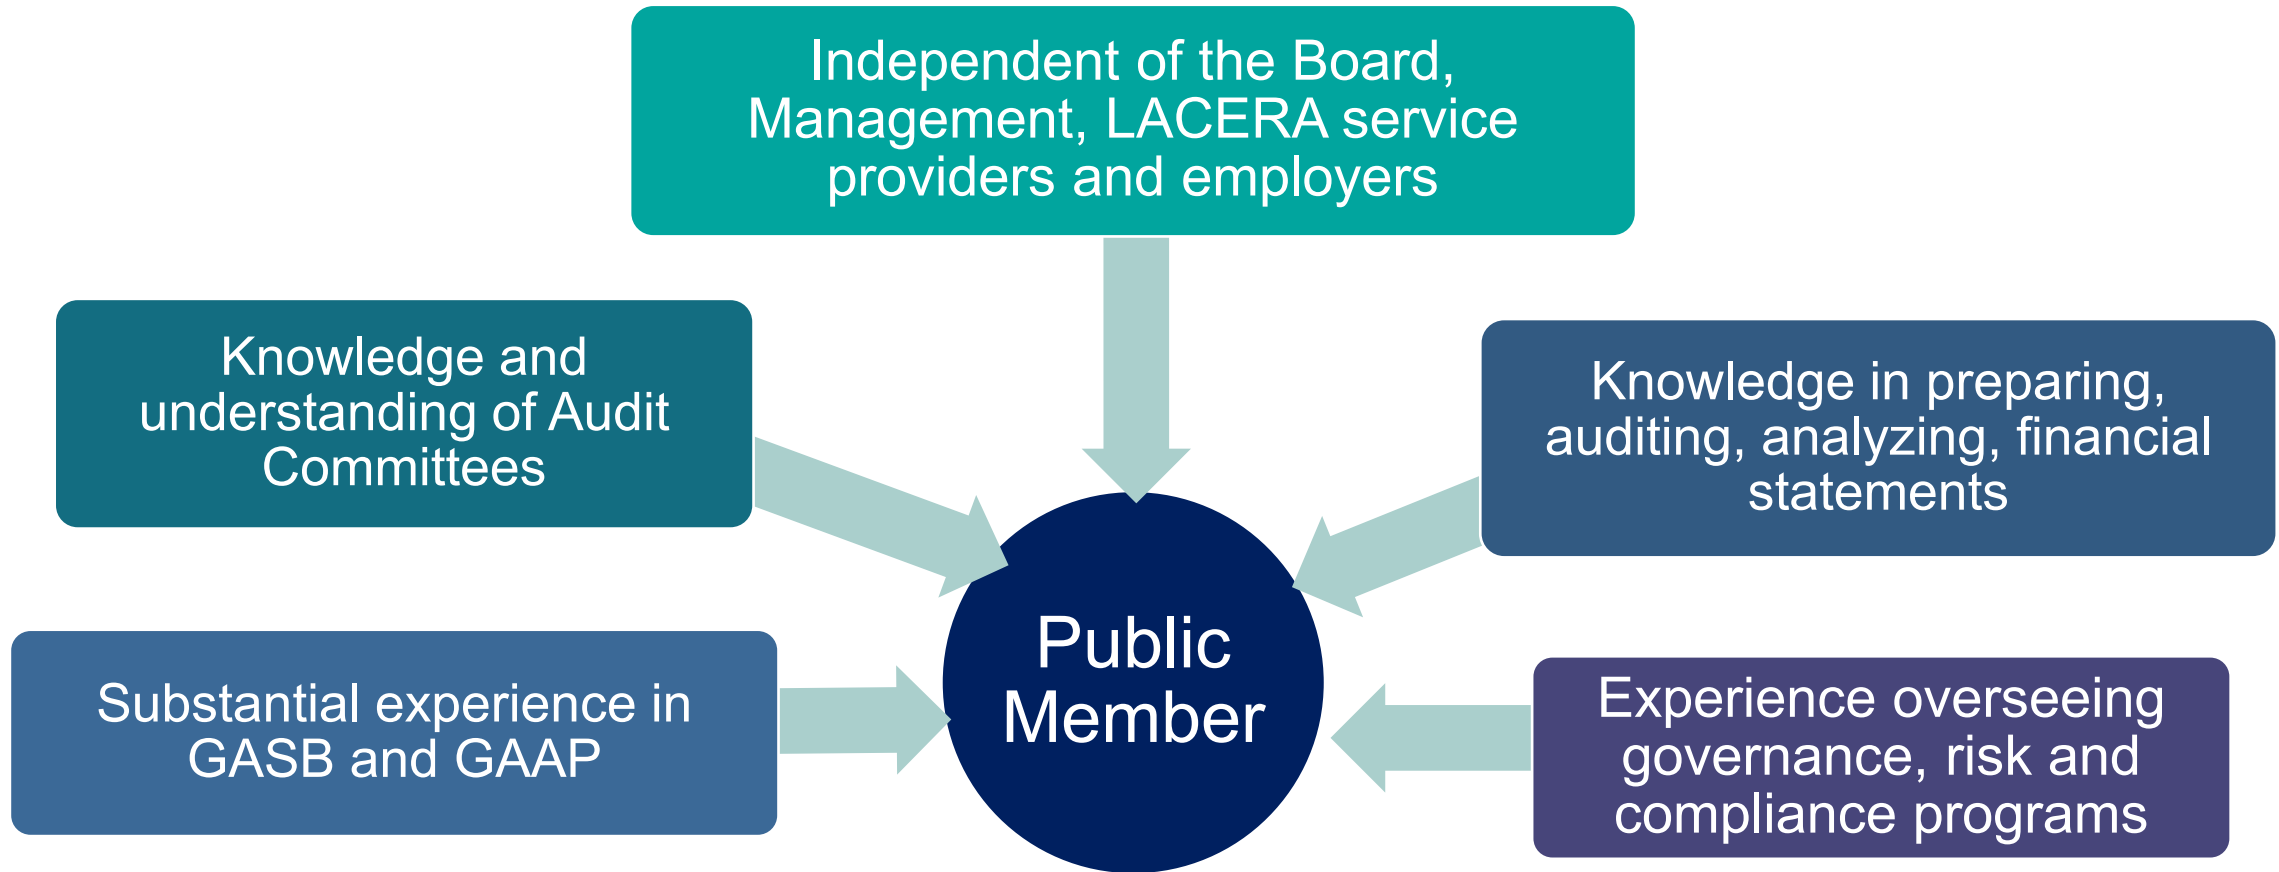 Independent of the Board,
Management, LACERA service
providers and employers
Knowledge and
understanding of Audit
Committees
Knowledge in preparing,
auditing, analyzing, financial
statements
Substantial experience in
GASB and GAAP
Public
Member
Experience overseeing
governance, risk and
compliance programs